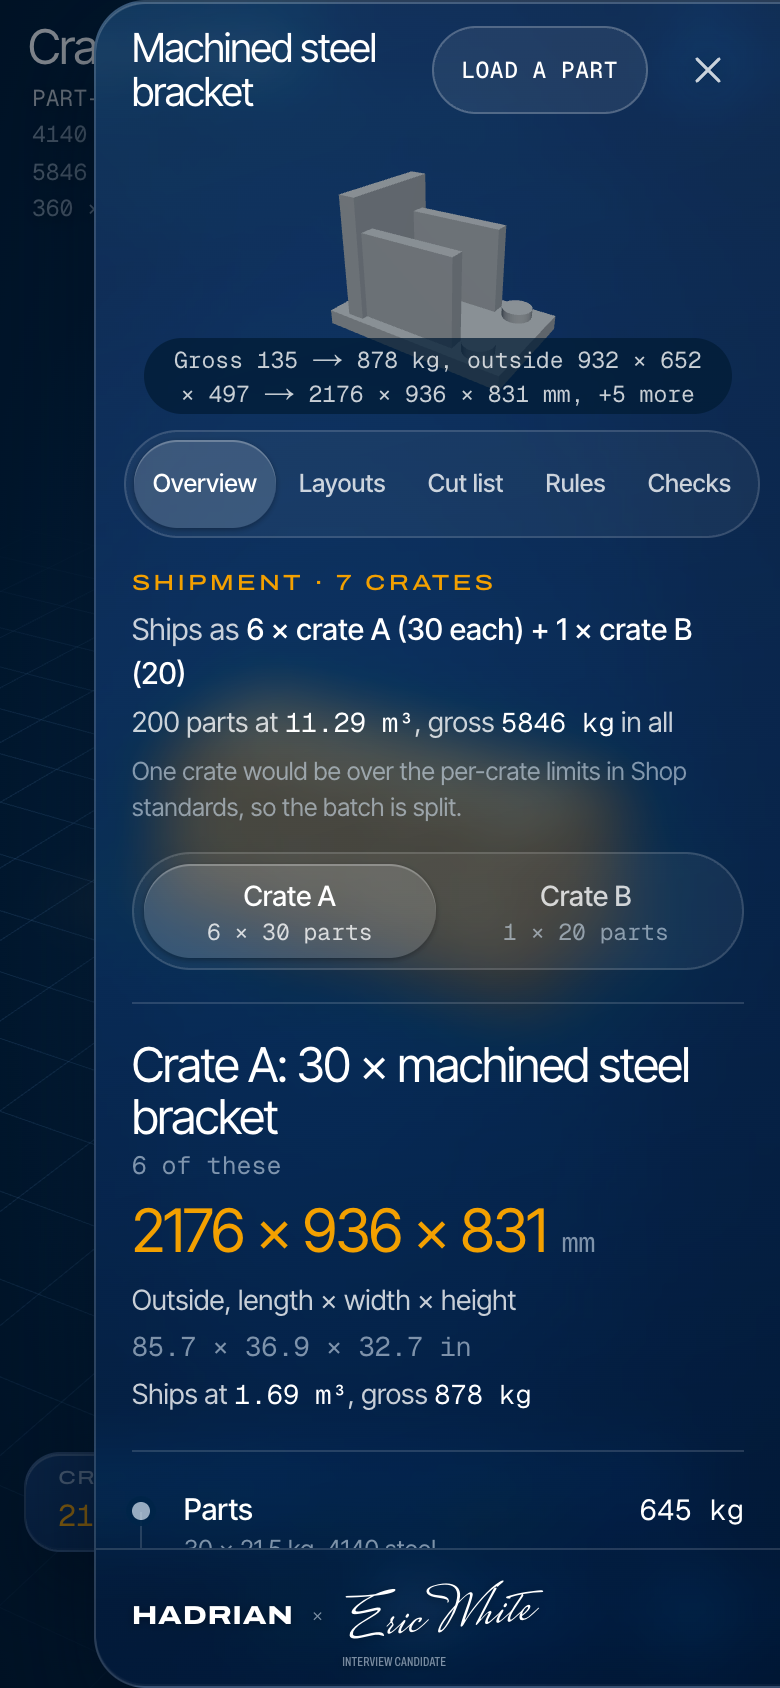 Cra
PART-
4140
5846
360 ×
Machined steel
bracket
LOAD A PART
Gross 135 → 878 kg, outside 932 × 652
× 497 → 2176 × 936 × 831 mm, +5 more
Overview
Layouts
Cut list
Rules
Checks
SHIPMENT · 7 CRATES
Ships as 6 × crate A (30 each) + 1 × crate B
(20)
200 parts at 11.29 m³, gross 5846 kg in all
One crate would be over the per-crate limits in Shop
standards, so the batch is split.
Crate A
6 × 30 parts
Crate B
1 × 20 parts
Crate A: 30 × machined steel
bracket
6 of these
2176 × 936 × 831 mm
Outside, length × width × height
85.7 × 36.9 × 32.7 in
Ships at 1.69 m³, gross 878 kg
CR
21
Parts
645 kg
30 × 21.5 kg, 4140 steel
HADRIAN × Eric White
INTERVIEW CANDIDATE